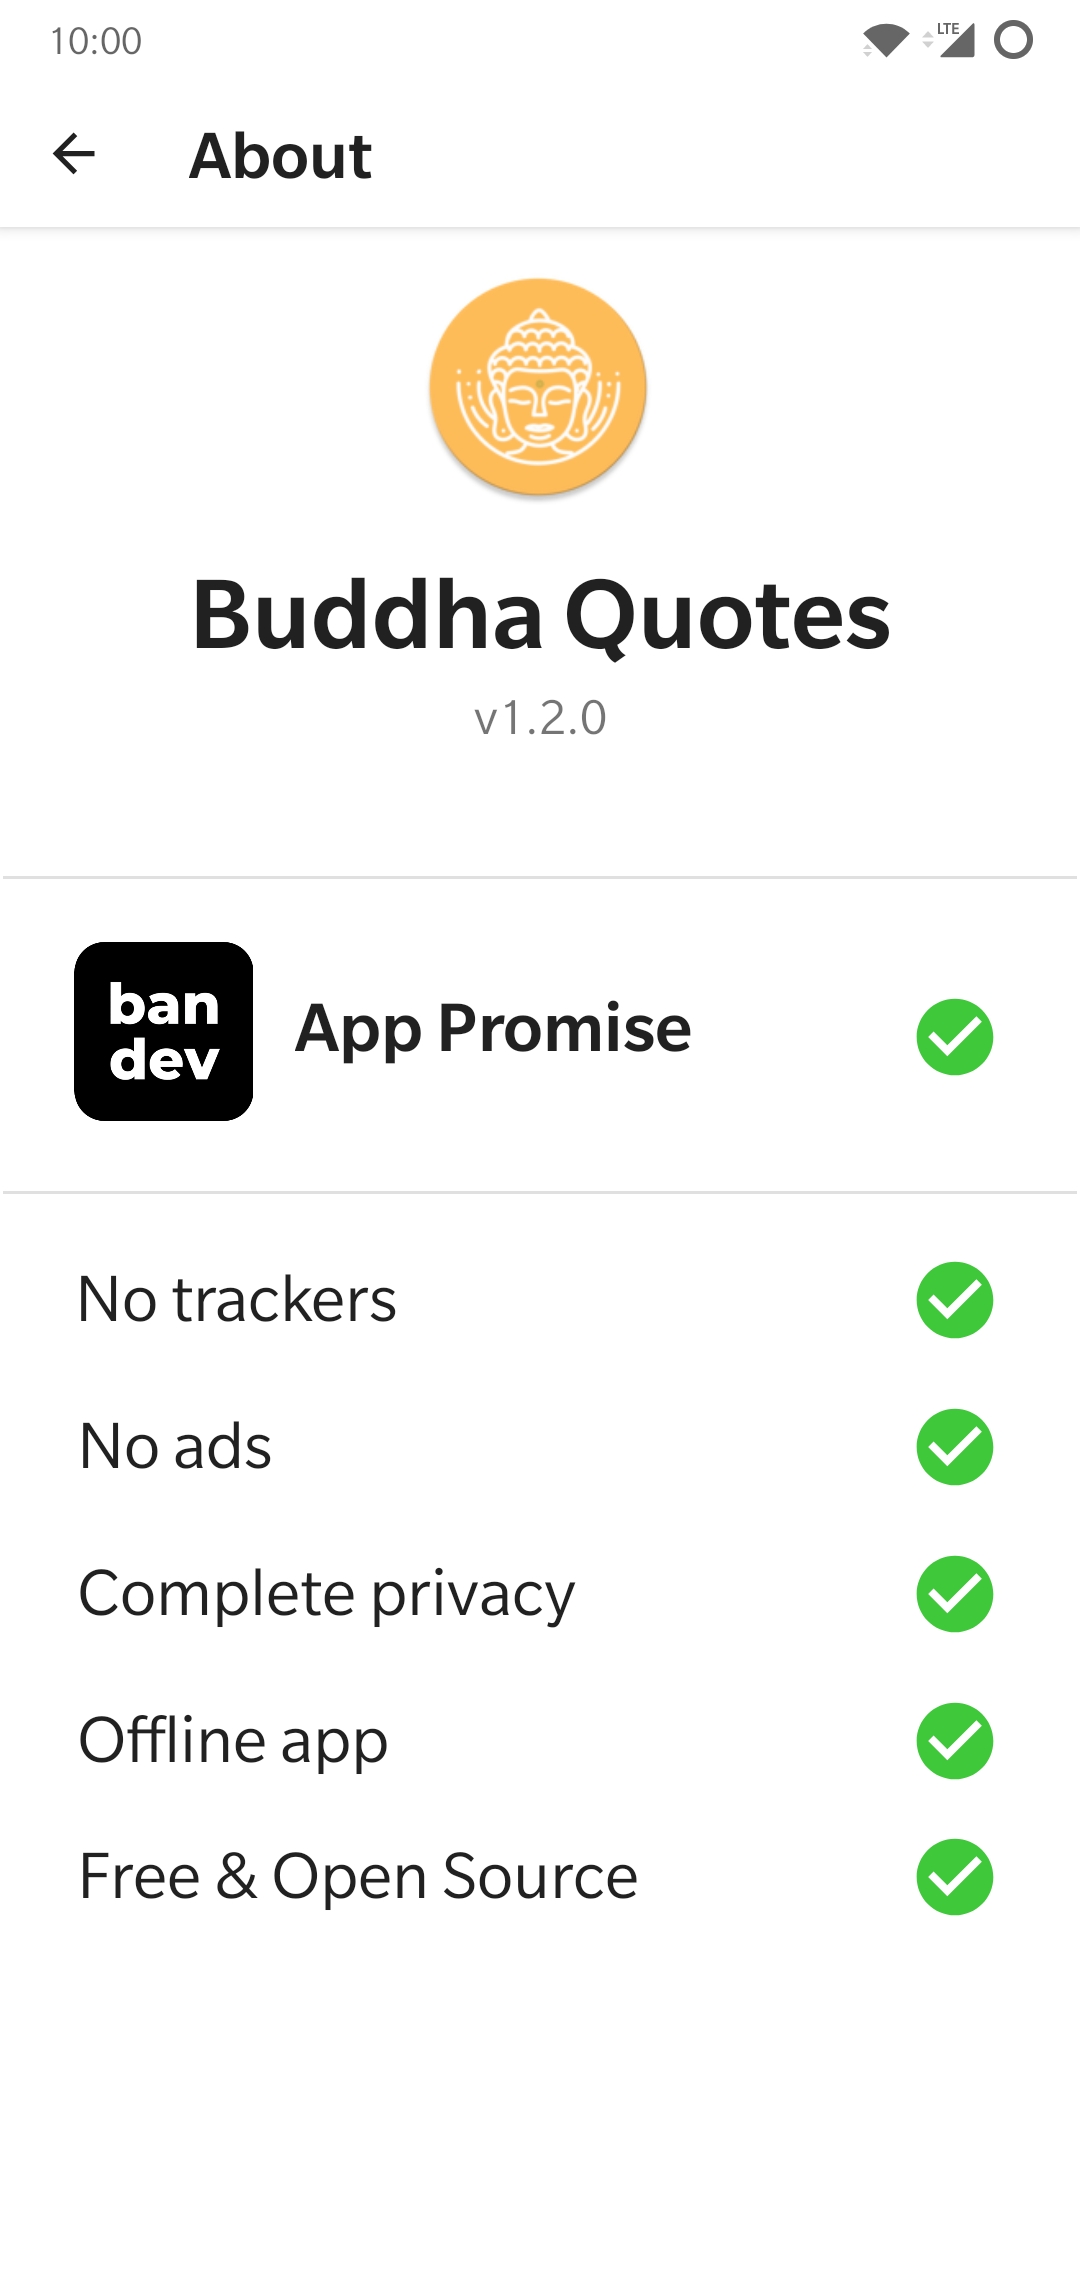 10:00
LTE
About
Buddha Quotes
v1.2.0
ban
dev
App Promise
No trackers
No ads
Complete privacy
Offline app
Free & Open Source